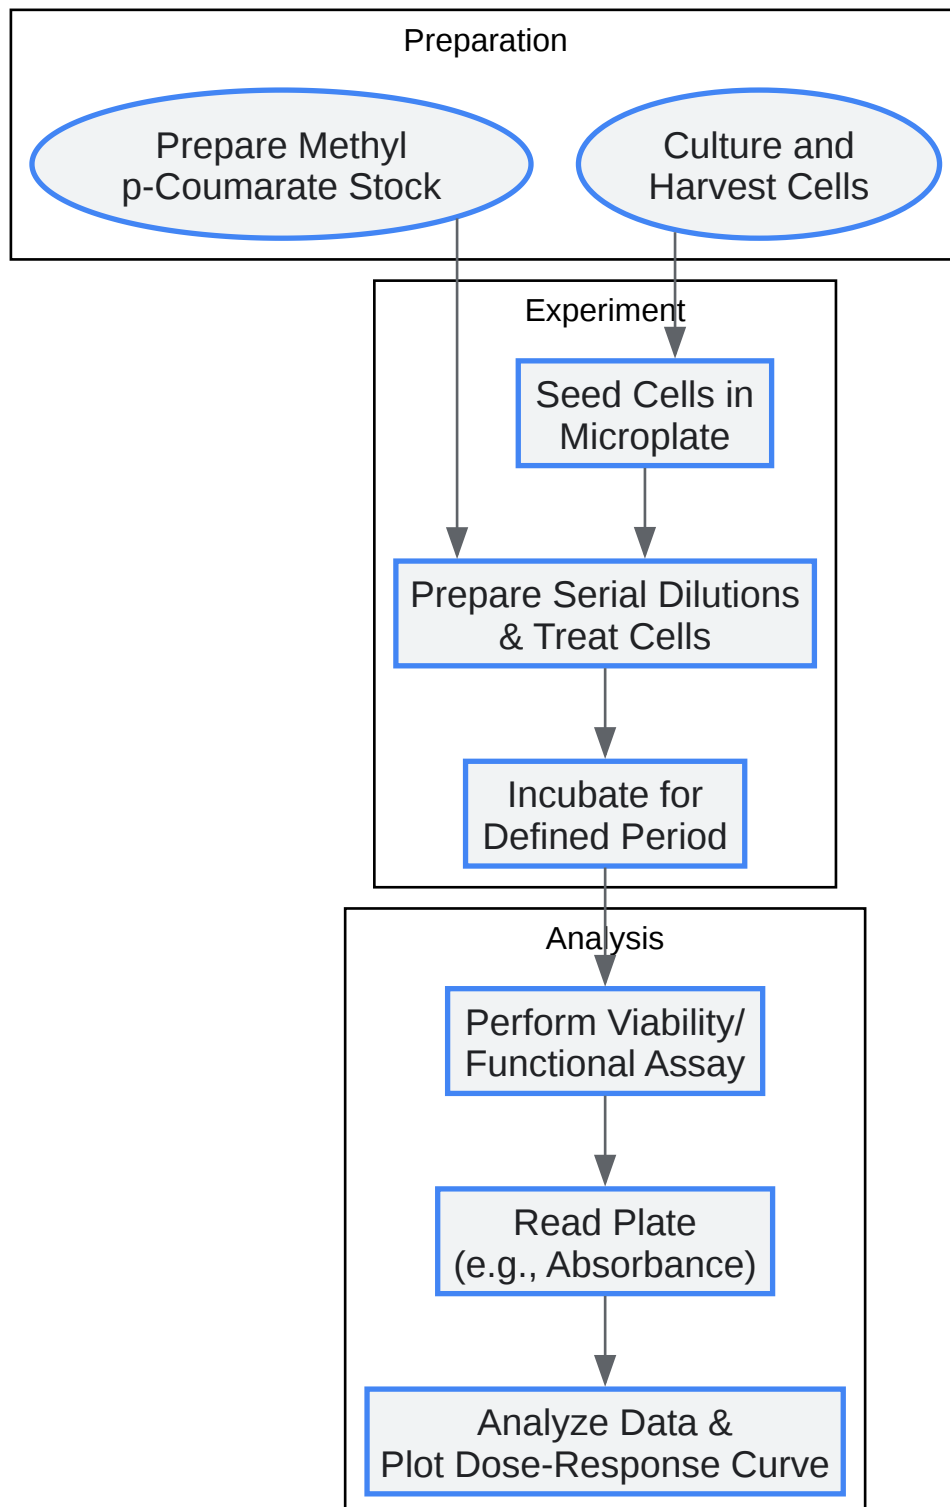 Preparation
Prepare Methyl
p-Coumarate Stock
Culture and
Harvest Cells
Experiment
Seed Cells in
Microplate
Prepare Serial Dilutions
& Treat Cells
Incubate for
Defined Period
Analysis
Perform Viability/
Functional Assay
Read Plate
(e.g., Absorbance)
Analyze Data &
Plot Dose-Response Curve